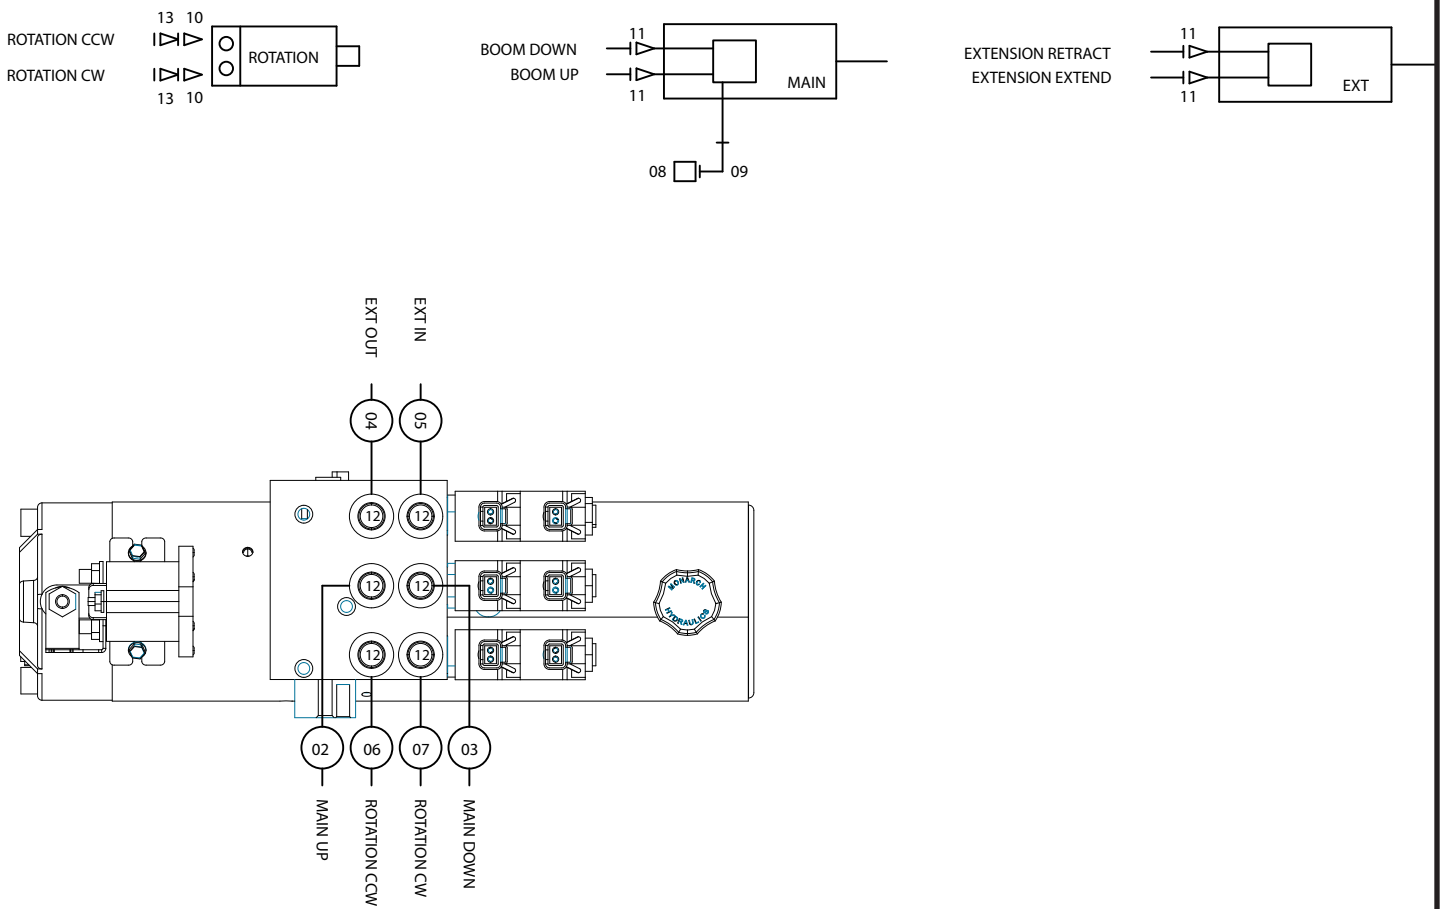 13 10
ROTATION CCW
ROTATION CW
13 10
ROTATION
BOOM DOWN
BOOM UP
11
11
MAIN
08
09
EXTENSION RETRACT
EXTENSION EXTEND
11
11
EXT
EXT OUT
EXT IN
04
05
12
12
12
12
12
12
MONARCH
HYDRAULICS
02
06
07
03
MAIN UP
ROTATION CCW
ROTATION CW
MAIN DOWN